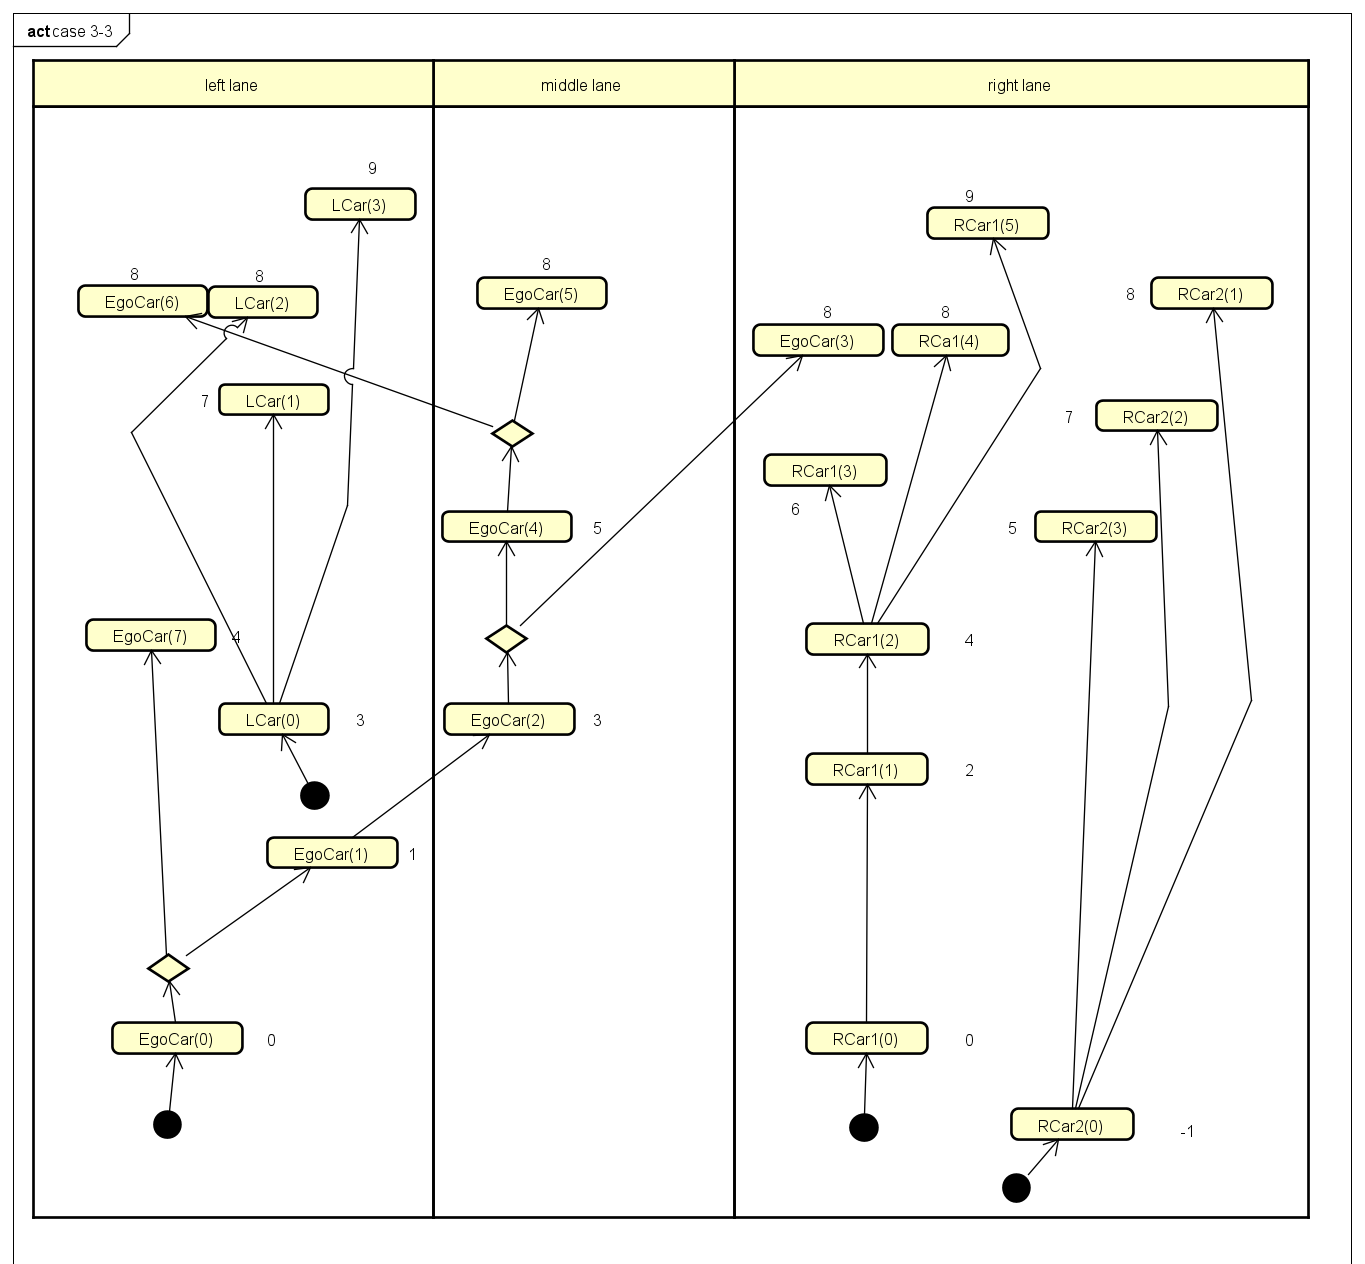 act case 3-3
left lane
middle lane
right lane
9
LCar(3)
9
RCar1(5)
8
EgoCar(6)
8
LCar(2)
8
EgoCar(5)
8
RCar2(1)
8
EgoCar(3)
8
RCa1(4)
7
LCar(1)
7
RCar2(2)
RCar1(3)
6
EgoCar(4)
5
5
RCar2(3)
EgoCar(7)
4
RCar1(2)
4
LCar(0)
3
EgoCar(2)
3
RCar1(1)
2
EgoCar(1)
1
EgoCar(0)
0
RCar1(0)
0
RCar2(0)
-1